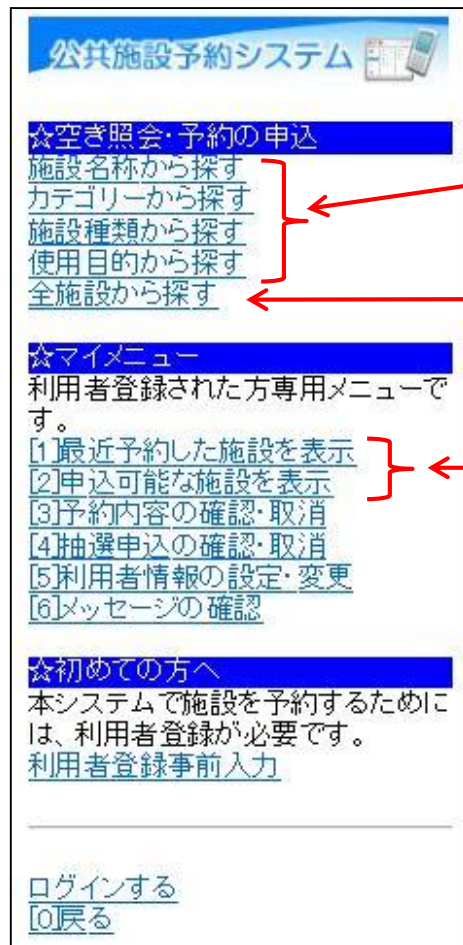 公共施設予約システム
☆空き照会・予約の申込
施設名称から探す
カテゴリーから探す
施設種類から探す
使用目的から探す
全施設から探す
☆マイメニュー
利用者登録された方専用メニューで
す。
[1]最近予約した施設を表示
[2]申込可能な施設を表示
[3]予約内容の確認・取消
[4]抽選申込の確認・取消
[5]利用者情報の設定・変更
[6]メッセージの確認
☆初めての方へ
本システムで施設を予約するために
は、利用者登録が必要です。
利用者登録事前入力
ログインする
[0]戻る